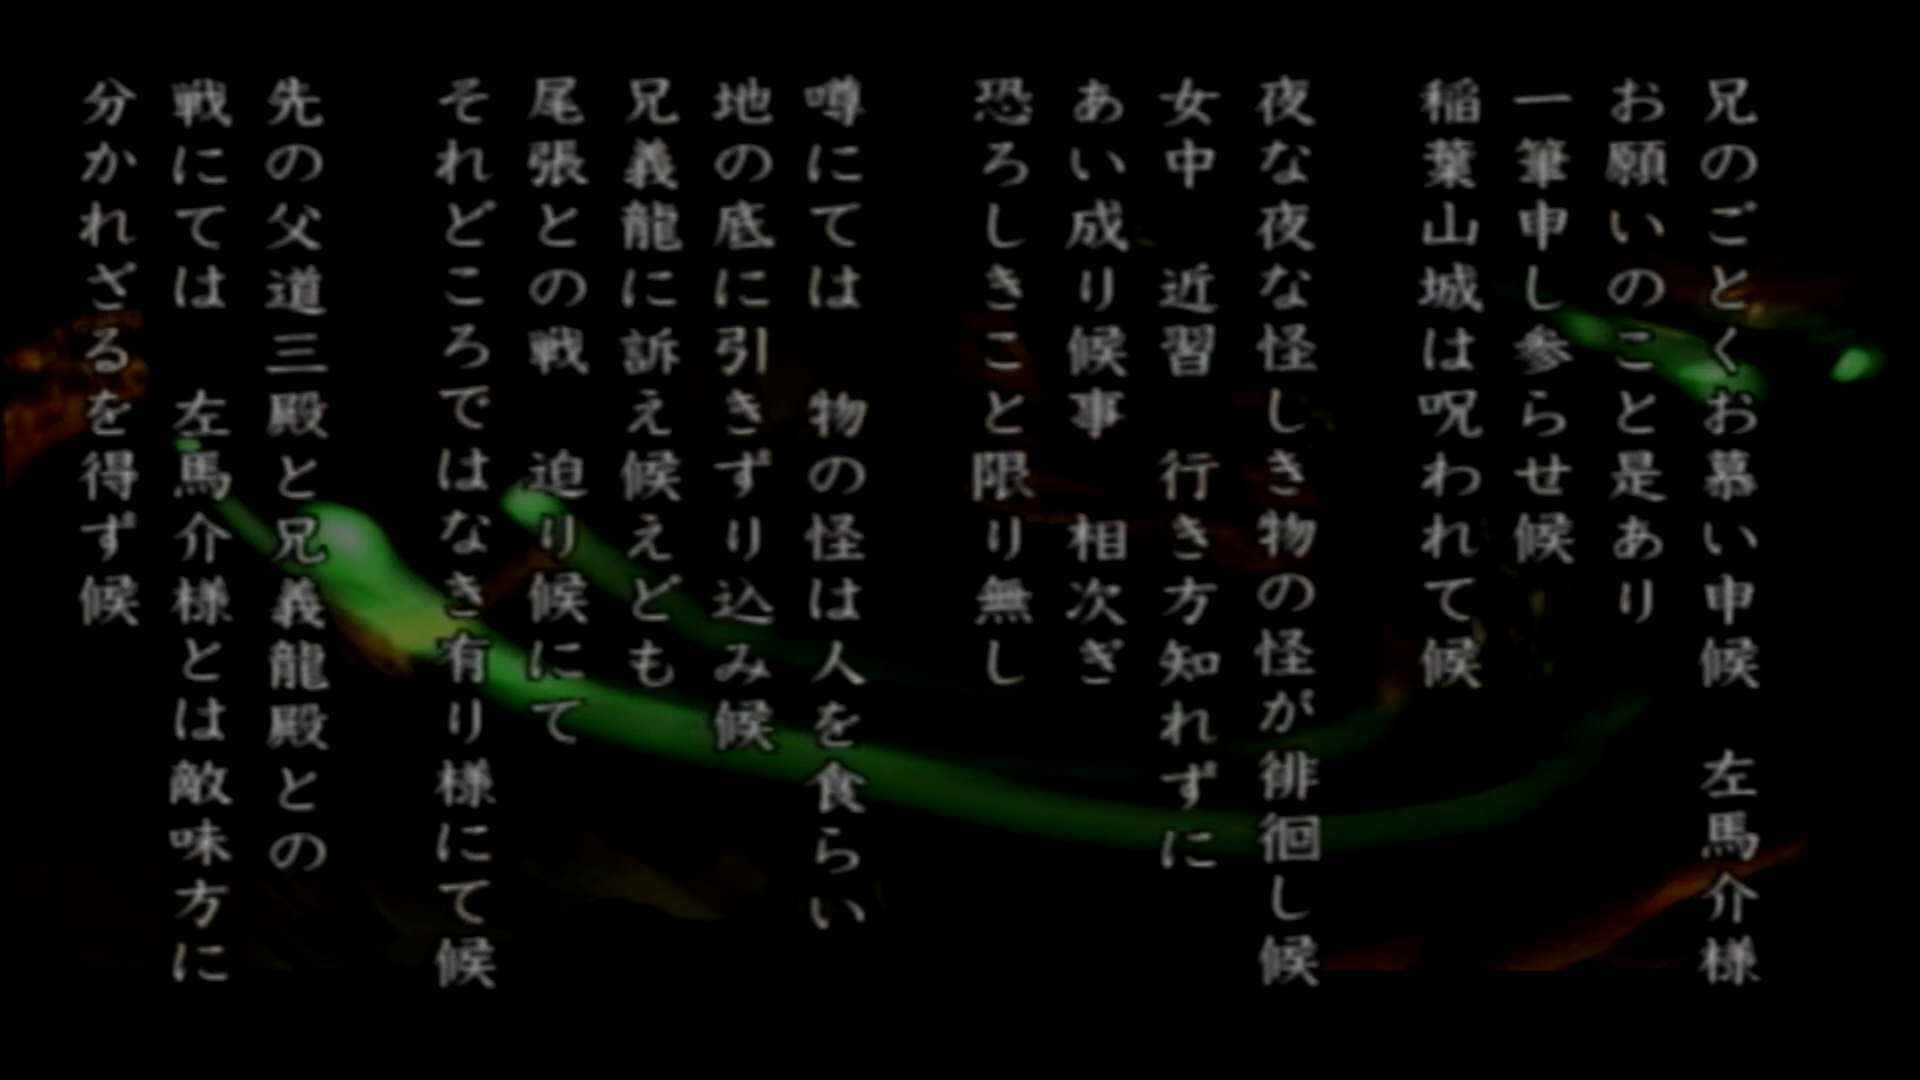 兄のごとくお慕い申候　左馬介様
お願いのこと是あり
一筆申し参らせ候
稲葉山城は呪われて候
夜な夜な怪しき物の怪が徘徊し候
女中　近習　行き方知れずに
あい成り候事　相次ぎ
恐ろしきこと限り無し
噂にては　物の怪は人を食らい
地の底に引きずり込み候
兄義龍に訴え候えども
尾張との戦　迫り候にて
それどころではなき有り様にて候
先の父道三殿と兄義龍殿との
戦にては　左馬介様とは敵味方に
分かれざるを得ず候